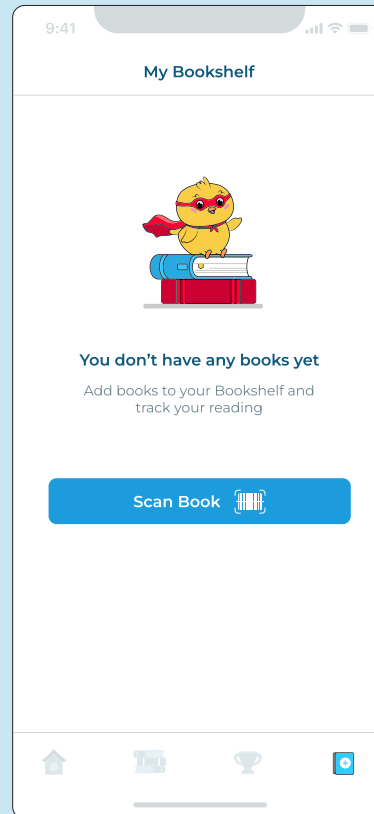 9:41
My Bookshelf
You don’t have any books yet
Add books to your Bookshelf and
track your reading
Scan Book